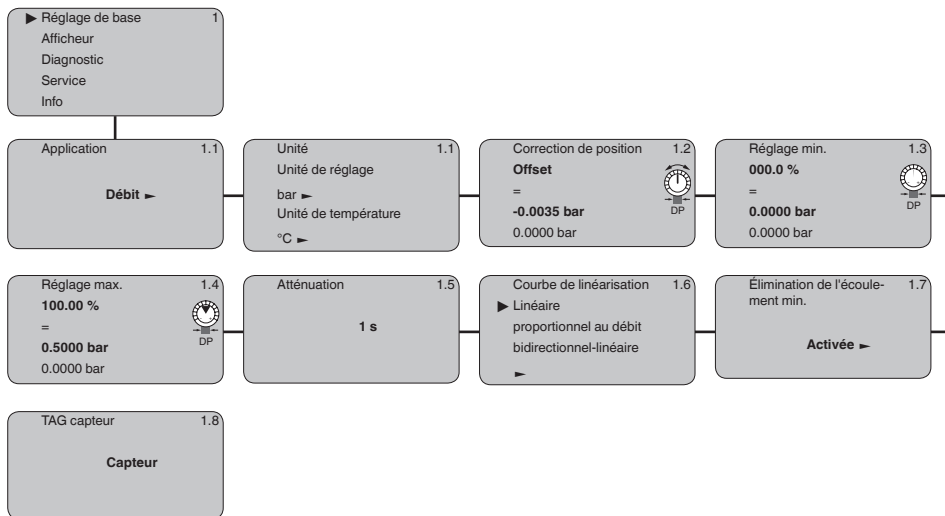 ▶ Réglage de base 1
Afficheur
Diagnostic
Service
Info
Application 1.1
Débit ►
Unité 1.1
Unité de réglage
bar ►
Unité de température
°C ►
Correction de position 1.2
Offset
=
-0.0035 bar
0.0000 bar
DP
Réglage min. 1.3
000.0 %
=
0.0000 bar
0.0000 bar
DP
Réglage max. 1.4
100.00 %
=
0.5000 bar
0.0000 bar
DP
Atténuation 1.5
1 s
Courbe de linéarisation 1.6
▶ Linéaire
proportionnel au débit
bidirectionnel-linéaire
►
Élimination de l'écoule- 1.7
ment min.
Activée ►
TAG capteur 1.8
Capteur